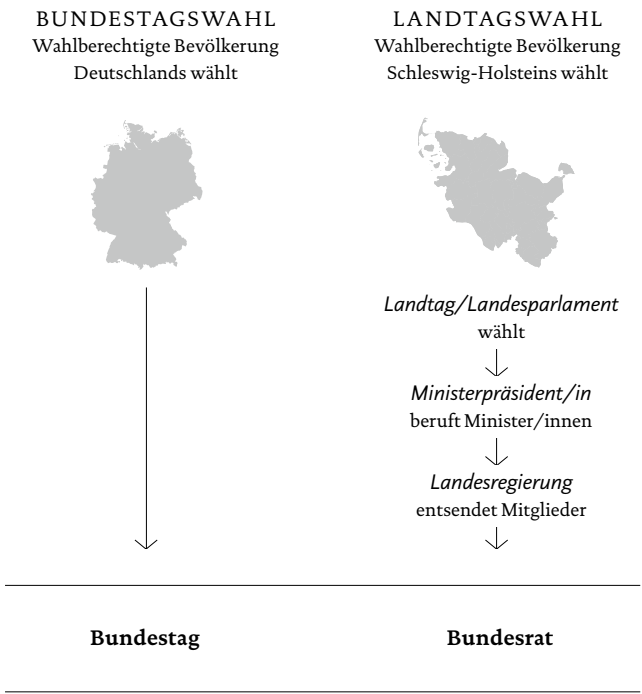 BUNDESTAGSWAHL
Wahlberechtigte Bevölkerung
Deutschlands wählt
LANDTAGSWAHL
Wahlberechtigte Bevölkerung
Schleswig-Holsteins wählt
Landtag/Landesparlament
wählt
Ministerpräsident/in
beruft Minister/innen
Landesregierung
entsendet Mitglieder
Bundestag
Bundesrat